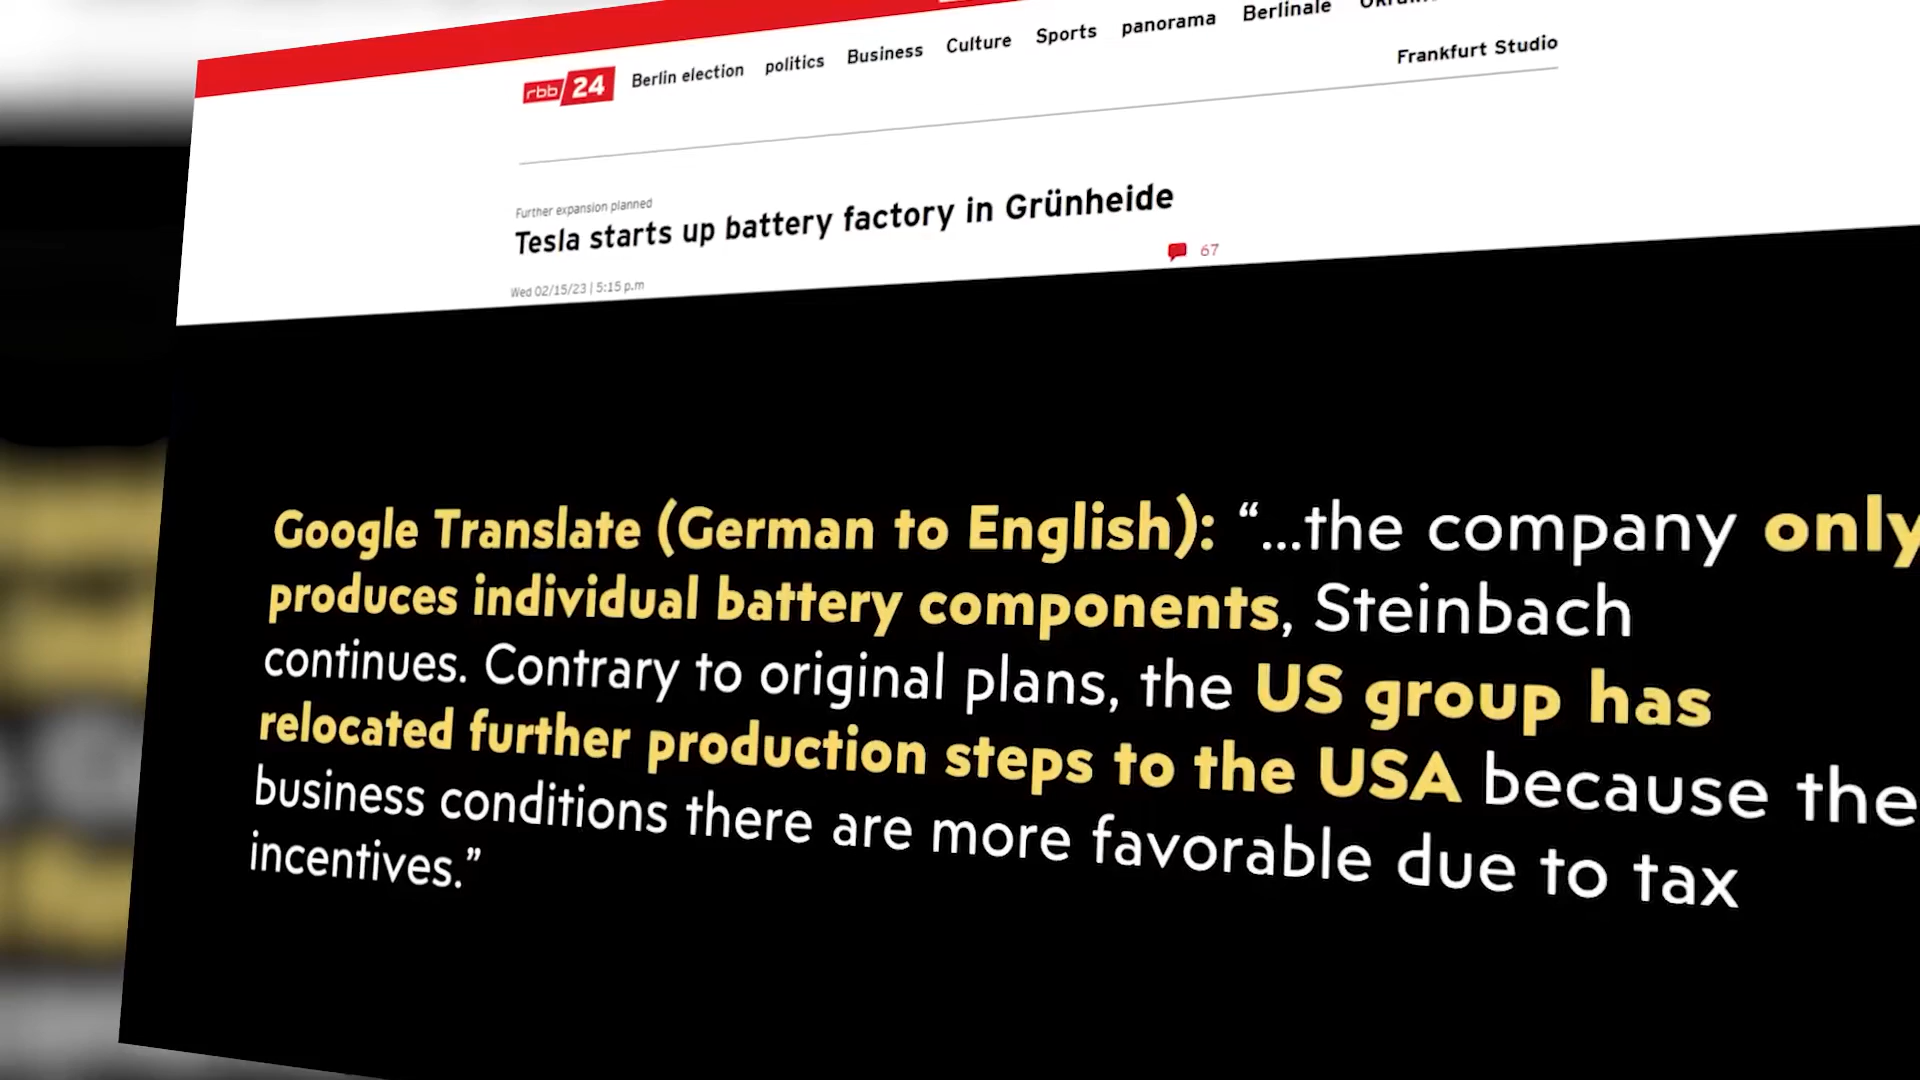 rbb 24 Berlin election politics Business Culture Sports panorama Berlinale
Frankfurt Studio
Further expansion planned
Tesla starts up battery factory in Grünheide
67
Wed 02/15/23 | 5:15 p.m
Google Translate (German to English): “...the company only
produces individual battery components, Steinbach
continues. Contrary to original plans, the US group has
relocated further production steps to the USA because the
business conditions there are more favorable due to tax
incentives.”